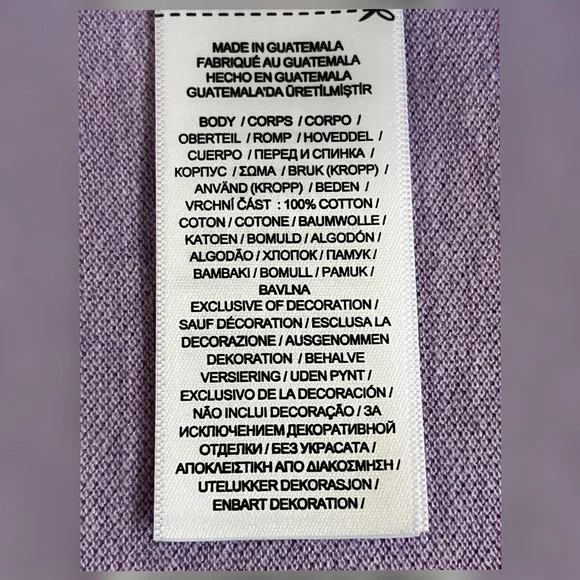 MADE IN GUATEMALA
FABRIQUÉ AU GUATEMALA
HECHO EN GUATEMALA
GUATEMALA'DA ÜRETİLMİŞTİR
BODY / CORPS / CORPO /
OBERTEIL / ROMP / HOVEDDEL /
CUERPO / ПЕРЕД И СПИНКА /
КОРПУС / ΣΩΜΑ / BRUK (KROPP) /
ANVÄND (KROPP) / BEDEN /
VRCHNÍ ČÁST : 100% COTTON /
COTON / COTONE / BAUMWOLLE /
KATOEN / BOMULD / ALGODÓN /
ALGODÃO / ХЛОПОК / ПАМУК /
BAMBAKI / BOMULL / PAMUK /
BAVLNA
EXCLUSIVE OF DECORATION /
SAUF DÉCORATION / ESCLUSA LA
DECORAZIONE / AUSGENOMMEN
DEKORATION / BEHALVE
VERSIERING / UDEN PYNT /
EXCLUSIVO DE LA DECORACIÓN /
NÃO INCLUI DECORAÇÃO / ЗА
ИСКЛЮЧЕНИЕМ ДЕКОРАТИВНОЙ
ОТДЕЛКИ / БЕЗ УКРАСАТА /
ΑΠΟΚΛΕΙΣΤΙΚΗ ΑΠΟ ΔΙΑΚΟΣΜΗΣΗ /
UTELUKKER DEKORASJON /
ENBART DEKORATION /